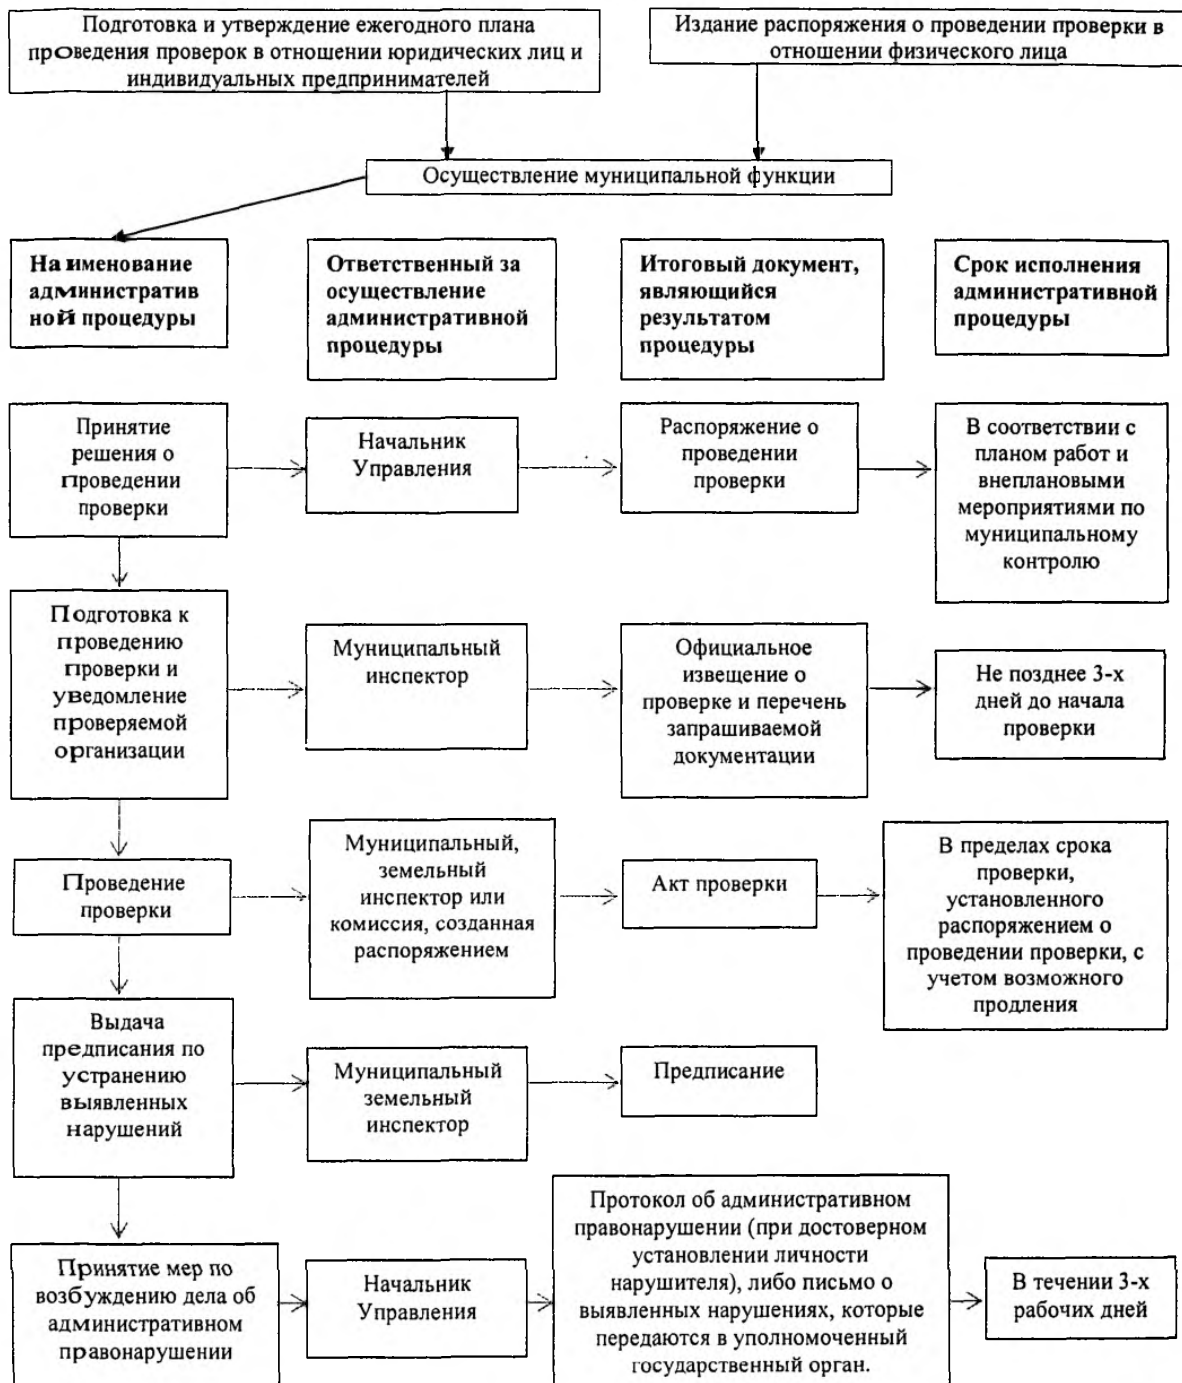 Подготовка и утверждение ежегодного плана
проведения проверок в отношении юридических лиц и
индивидуальных предпринимателей
Издание распоряжения о проведении проверки в
отношении физического лица
Осуществление муниципальной функции
Наименование
административ
ной процедуры
Ответственный за
осуществление
административной
процедуры
Итоговый документ,
являющийся
результатом
процедуры
Срок исполнения
административной
процедуры
Принятие
решения о
проведении
проверки
Начальник
Управления
Распоряжение о
проведении
проверки
В соответствии с
планом работ и
внеплановыми
мероприятиями по
муниципальному
контролю
Подготовка к
проведению
проверки и
уведомление
проверяемой
организации
Муниципальный
инспектор
Официальное
извещение о
проверке и перечень
запрашиваемой
документации
Не позднее 3-х
дней до начала
проверки
Проведение
проверки
Муниципальный,
земельный
инспектор или
комиссия, созданная
распоряжением
Акт проверки
В пределах срока
проверки,
установленного
распоряжением о
проведении проверки, с
учетом возможного
продления
Выдача
предписания по
устранению
выявленных
нарушений
Муниципальный
земельный
инспектор
Предписание
Принятие мер по
возбуждению дела об
административном
правонарушении
Начальник
Управления
Протокол об административном
правонарушении (при достоверном
установлении личности
нарушителя), либо письмо о
выявленных нарушениях, которые
передаются в уполномоченный
государственный орган.
В течении 3-х
рабочих дней